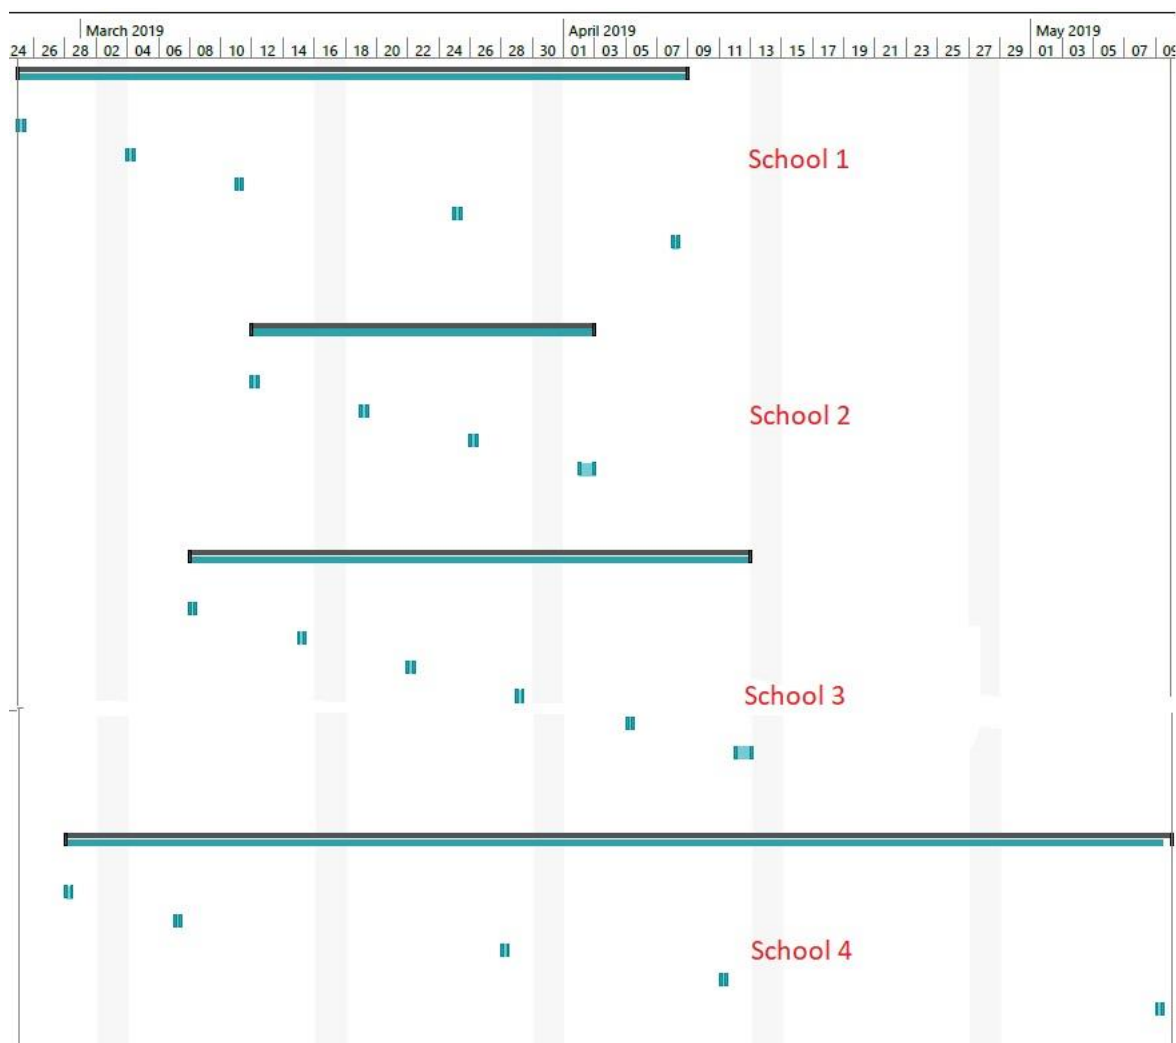 March 2019 April 2019 May 2019
24 26 28 02 04 06 08 10 12 14 16 18 20 22 24 26 28 30 01 03 05 07 09 11 13 15 17 19 21 23 25 27 29 01 03 05 07 09
School 1
School 2
School 3
School 4